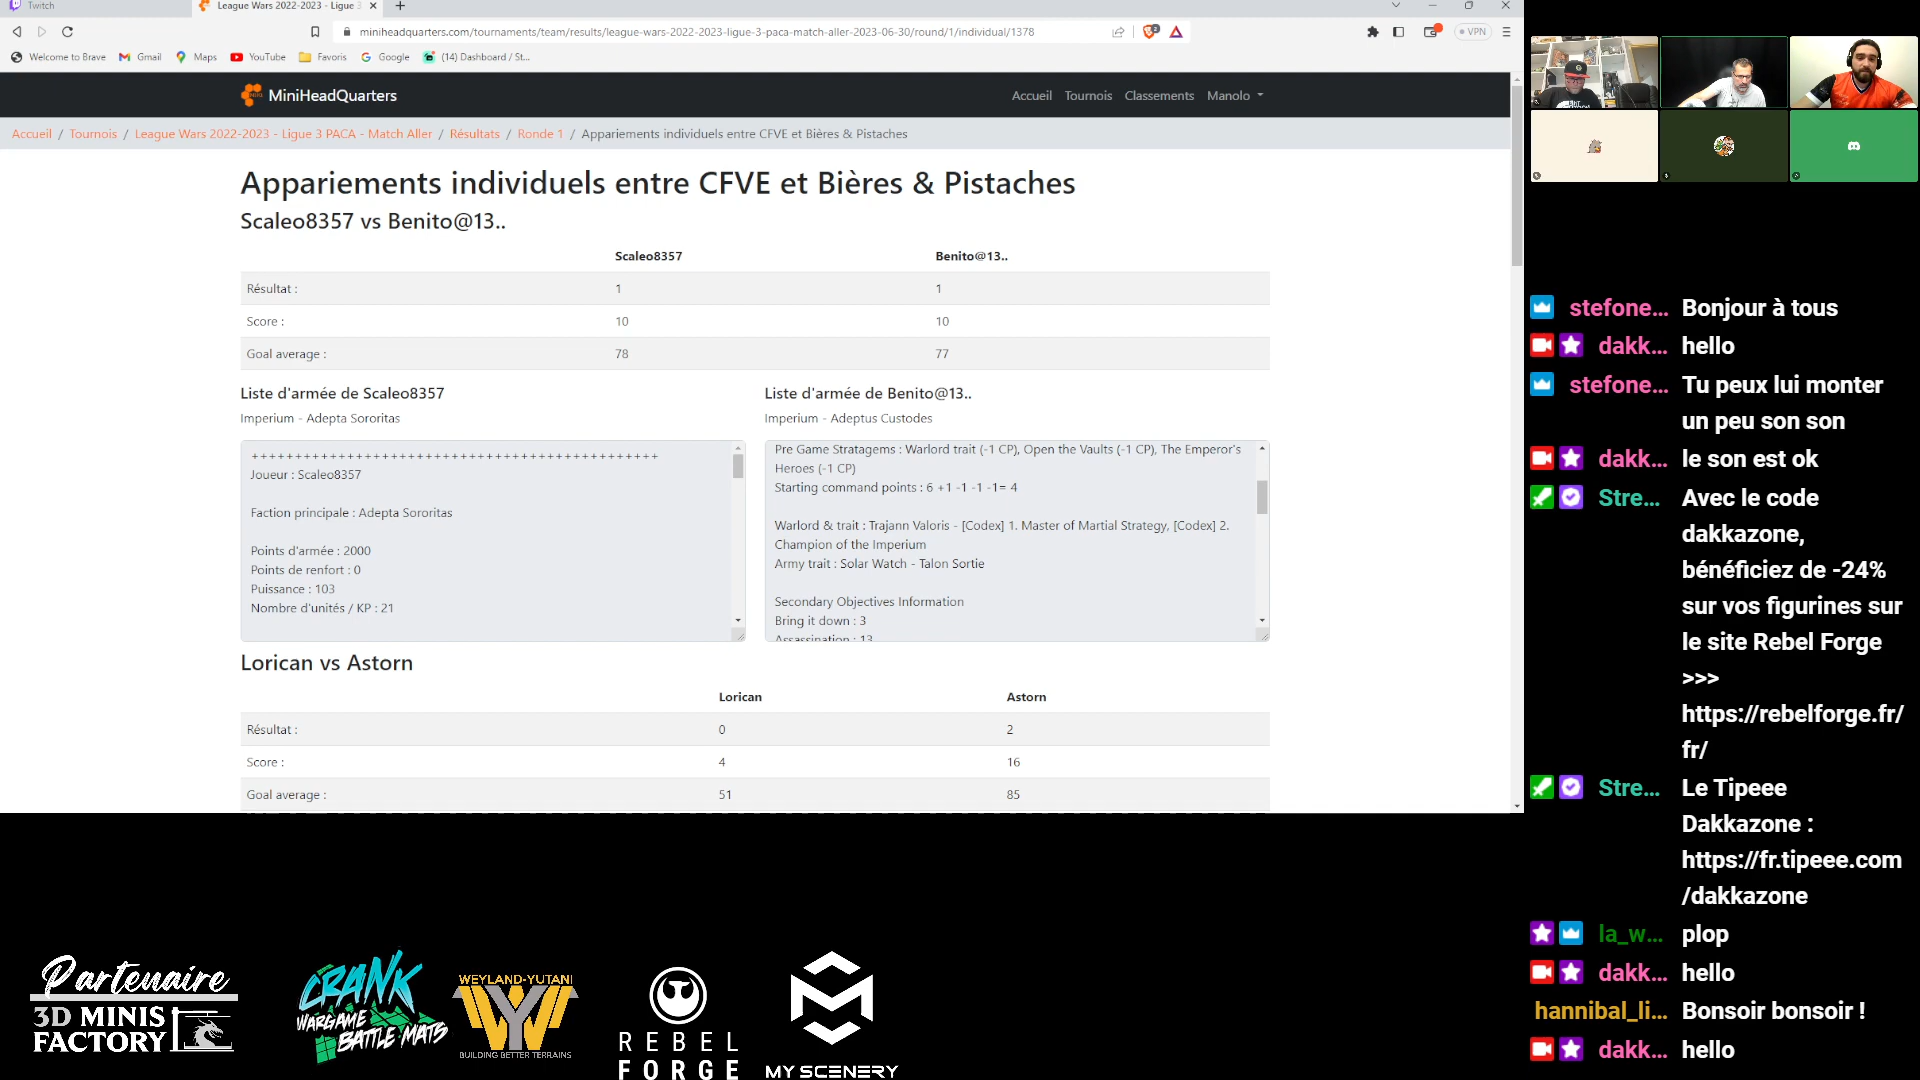 Twitch
League Wars 2022-2023 - Ligue 3
miniheadquarters.com/tournaments/team/results/league-wars-2022-2023-ligue-3-paca-match-aller-2023-06-30/round/1/individual/1378
VPN
Welcome to Brave
Gmail
Maps
YouTube
Favoris
Google
(14) Dashboard / St...
MiniHeadQuarters
Accueil
Tournois
Classements
Manolo
Accueil / Tournois / League Wars 2022-2023 - Ligue 3 PACA - Match Aller / Résultats / Ronde 1 / Appariements individuels entre CFVE et Bières & Pistaches
Appariements individuels entre CFVE et Bières & Pistaches
Scaleo8357 vs Benito@13..
Scaleo8357 Benito@13..
Résultat : 1 1
Score : 10 10
Goal average : 78 77
Liste d'armée de Scaleo8357
Imperium - Adepta Sororitas
+++++++++++++++++++++++++++++++++++++++++++++++
Joueur : Scaleo8357
Faction principale : Adepta Sororitas
Points d'armée : 2000
Points de renfort : 0
Puissance : 103
Nombre d'unités / KP : 21
Liste d'armée de Benito@13..
Imperium - Adeptus Custodes
Pre Game Stratagems : Warlord trait (-1 CP), Open the Vaults (-1 CP), The Emperor's
Heroes (-1 CP)
Starting command points : 6 +1 -1 -1 -1= 4
Warlord & trait : Trajann Valoris - [Codex] 1. Master of Martial Strategy, [Codex] 2.
Champion of the Imperium
Army trait : Solar Watch - Talon Sortie
Secondary Objectives Information
Bring it down : 3
Assassination : 13
Lorican vs Astorn
Lorican Astorn
Résultat : 0 2
Score : 4 16
Goal average : 51 85
stefone... Bonjour à tous
dakk... hello
stefone... Tu peux lui monter
un peu son son
dakk... le son est ok
Stre... Avec le code
dakkazone,
bénéficiez de -24%
sur vos figurines sur
le site Rebel Forge
>>>
https://rebelforge.fr/
fr/
Stre... Le Tipeee
Dakkazone :
https://fr.tipeee.com
/dakkazone
la_w... plop
dakk... hello
hannibal_li... Bonsoir bonsoir !
dakk... hello
Partenaire
3D MINIS
FACTORY
CRANK
WARGAME
BATTLE MATS
WEYLAND-YUTANI
BUILDING BETTER TERRAINS
REBEL
FORGE
MY SCENERY